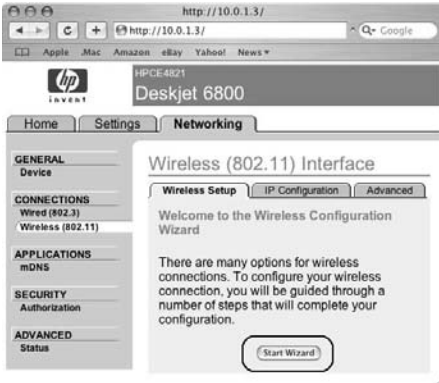 http://10.0.1.3/
http://10.0.1.3/
Google
Apple .Mac Amazon eBay Yahoo! News
hp
invent
HPCE4821
Deskjet 6800
Home Settings Networking
GENERAL
Device
CONNECTIONS
Wired (802.3)
Wireless (802.11)
APPLICATIONS
mDNS
SECURITY
Authorization
ADVANCED
Status
Wireless (802.11) Interface
Wireless Setup IP Configuration Advanced
Welcome to the Wireless Configuration
Wizard
There are many options for wireless
connections. To configure your wireless
connection, you will be guided through a
number of steps that will complete your
configuration.
Start Wizard